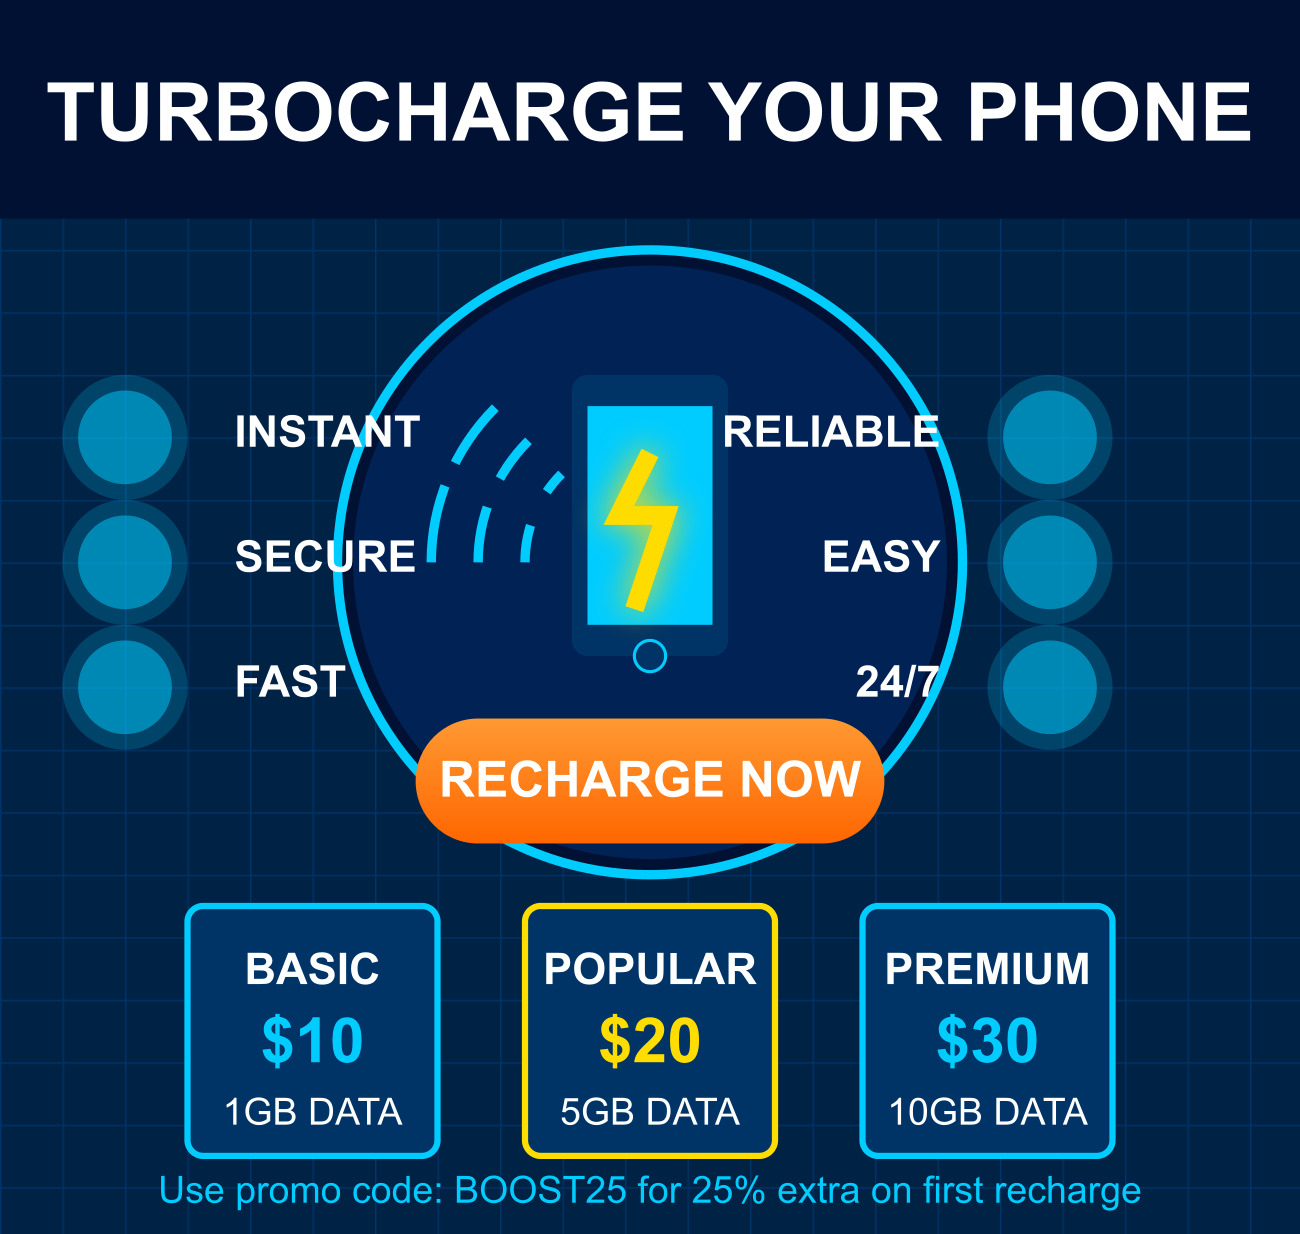 TURBOCHARGE YOUR PHONE
INSTANT
RELIABLE
SECURE
EASY
FAST
24/7
RECHARGE NOW
BASIC
$10
1GB DATA
POPULAR
$20
5GB DATA
PREMIUM
$30
10GB DATA
Use promo code: BOOST25 for 25% extra on first recharge